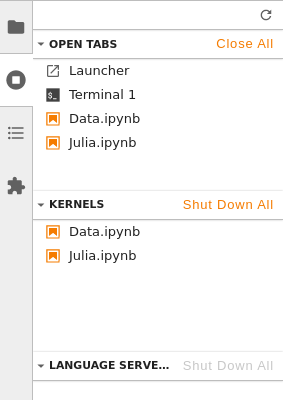 OPEN TABS Close All
Launcher
$_ Terminal 1
Data.ipynb
Julia.ipynb
KERNELS Shut Down All
Data.ipynb
Julia.ipynb
LANGUAGE SERVE... Shut Down All